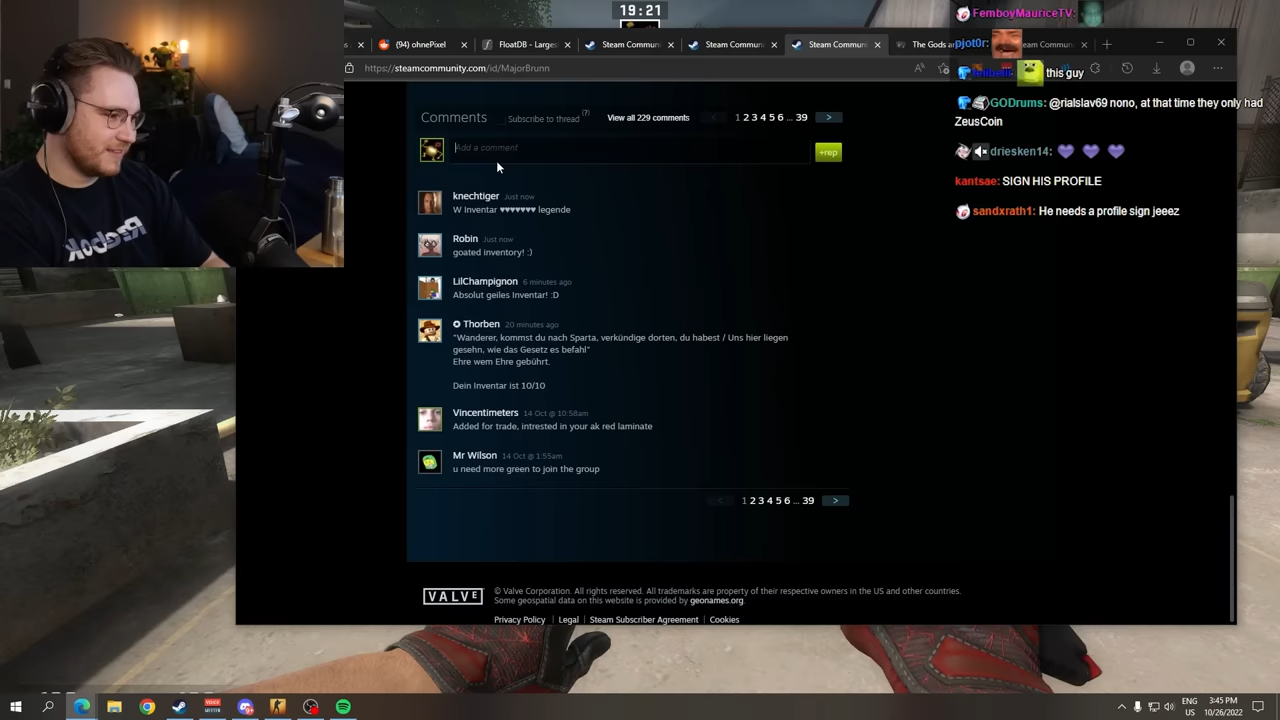 19:21
FemboyMauriceTV:
pjot0r:
this guy
GODrums: @rialslav69 nono, at that time they only had
ZeusCoin
driesken14:
kantsae: SIGN HIS PROFILE
sandxrath1: He needs a profile sign jeeez
(94) ohnePixel
FloatDB - Larges
Steam Commun
Steam Commun
Steam Commun
The Gods a
am Commun
https://steamcommunity.com/id/MajorBrunn
Reebok
Comments
Subscribe to thread (?)
View all 229 comments
< 1 2 3 4 5 6 ... 39 >
Add a comment
+rep
knechtiger Just now
W Inventar ♥♥♥♥♥♥♥ legende
Robin Just now
goated inventory! :)
LilChampignon 6 minutes ago
Absolut geiles Inventar! :D
✪ Thorben 20 minutes ago
"Wanderer, kommst du nach Sparta, verkündige dorten, du habest / Uns hier liegen
gesehn, wie das Gesetz es befahl"
Ehre wem Ehre gebührt.
Dein Inventar ist 10/10
Vincentimeters 14 Oct @ 10:58am
Added for trade, intrested in your ak red laminate
Mr Wilson 14 Oct @ 1:55am
u need more green to join the group
< 1 2 3 4 5 6 ... 39 >
VALVE
© Valve Corporation. All rights reserved. All trademarks are property of their respective owners in the US and other countries.
Some geospatial data on this website is provided by geonames.org.
Privacy Policy | Legal | Steam Subscriber Agreement | Cookies
ENG
US
3:45 PM
10/26/2022